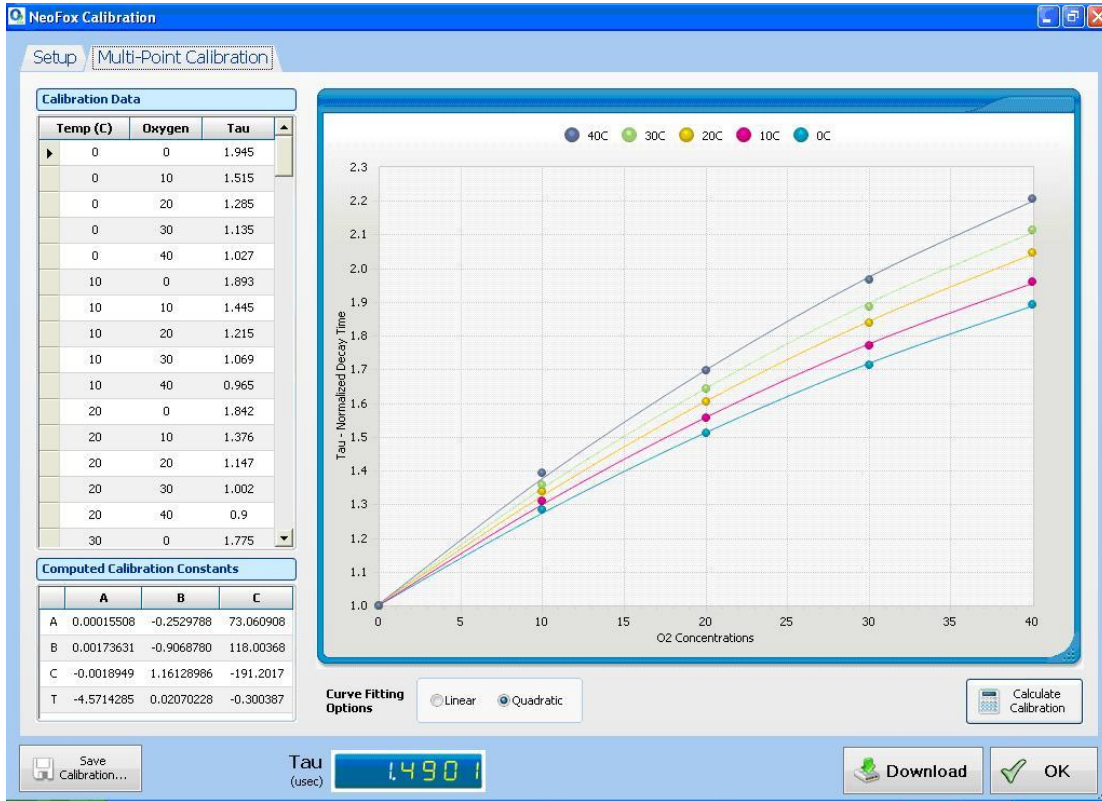 NeoFox Calibration
Setup
Multi-Point Calibration
Calibration Data
Temp (C) Oxygen Tau
0 0 1.945
0 10 1.515
0 20 1.285
0 30 1.135
0 40 1.027
10 0 1.893
10 10 1.445
10 20 1.215
10 30 1.069
10 40 0.965
20 0 1.842
20 10 1.376
20 20 1.147
20 30 1.002
20 40 0.9
30 0 1.775
Computed Calibration Constants
A B C
A 0.00015508 -0.2529788 73.060908
B 0.00173631 -0.9068780 118.00368
C -0.0018949 1.16128986 -191.2017
T -4.5714285 0.02070228 -0.300387
40C 30C 20C 10C 0C
Tau - Normalized Decay Time
2.3
2.2
2.1
2.0
1.9
1.8
1.7
1.6
1.5
1.4
1.3
1.2
1.1
1.0
0 5 10 15 20 25 30 35 40
O2 Concentrations
Curve Fitting
Options
Linear
Quadratic
Calculate
Calibration
Save
Calibration...
Tau
(usec)
1.4901
Download
OK